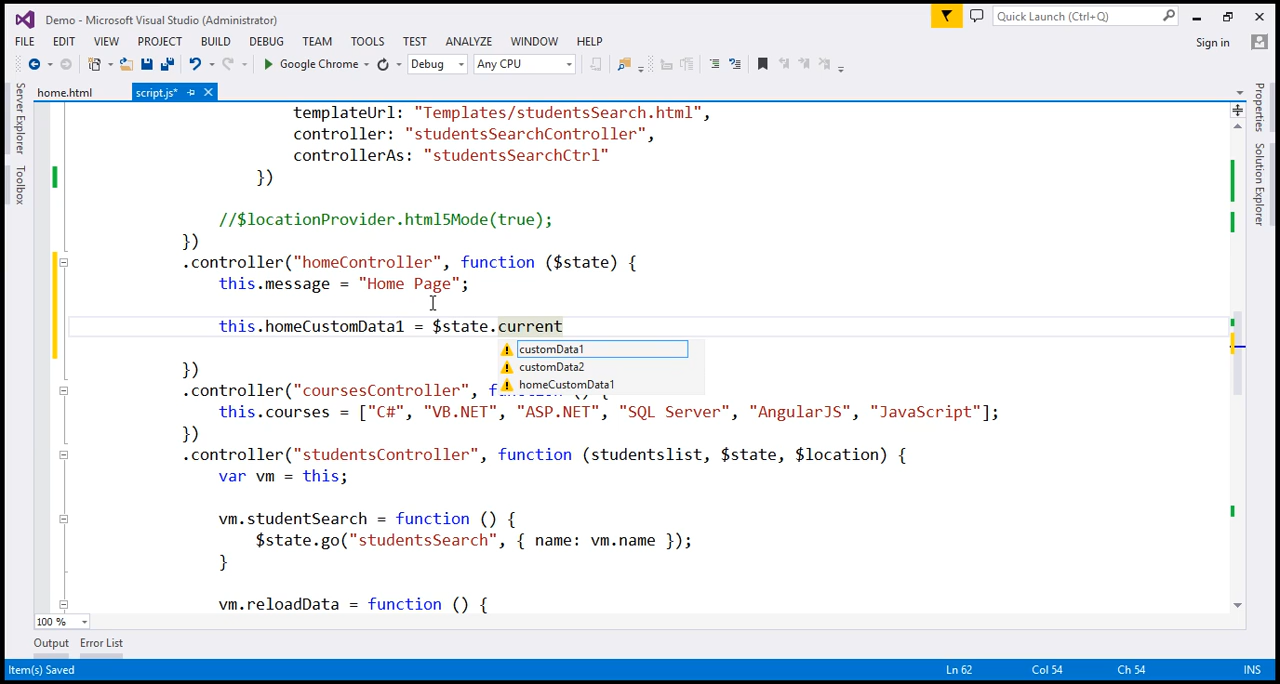 Demo - Microsoft Visual Studio (Administrator)
Quick Launch (Ctrl+Q)
FILE EDIT VIEW PROJECT BUILD DEBUG TEAM TOOLS TEST ANALYZE WINDOW HELP
Sign in
Google Chrome Debug Any CPU
home.html script.js*
Server Explorer
Toolbox
Properties
Solution Explorer
templateUrl: "Templates/studentsSearch.html",
controller: "studentsSearchController",
controllerAs: "studentsSearchCtrl"
})
//$locationProvider.html5Mode(true);
})
.controller("homeController", function ($state) {
this.message = "Home Page";
this.homeCustomData1 = $state.current
customData1
customData2
homeCustomData1
})
.controller("coursesController", function () {
this.courses = ["C#", "VB.NET", "ASP.NET", "SQL Server", "AngularJS", "JavaScript"];
})
.controller("studentsController", function (studentslist, $state, $location) {
var vm = this;
vm.studentSearch = function () {
$state.go("studentsSearch", { name: vm.name });
}
vm.reloadData = function () {
100 %
Output Error List
Item(s) Saved Ln 62 Col 54 Ch 54 INS